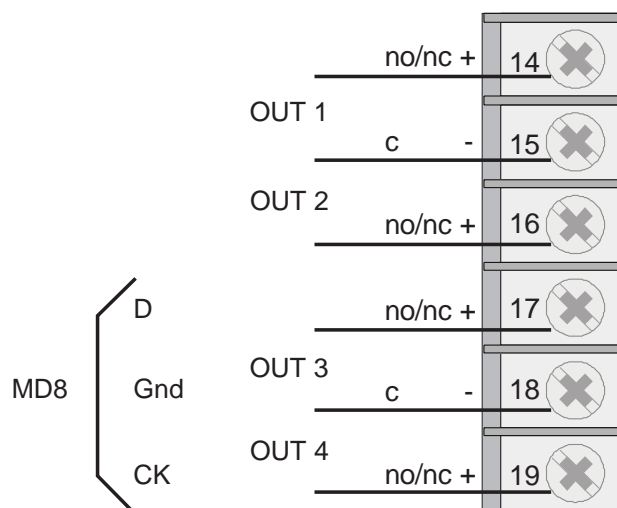 no/nc + 14
OUT 1
c - 15
OUT 2
no/nc + 16
D no/nc + 17
OUT 3
MD8 Gnd c - 18
OUT 4
CK no/nc + 19